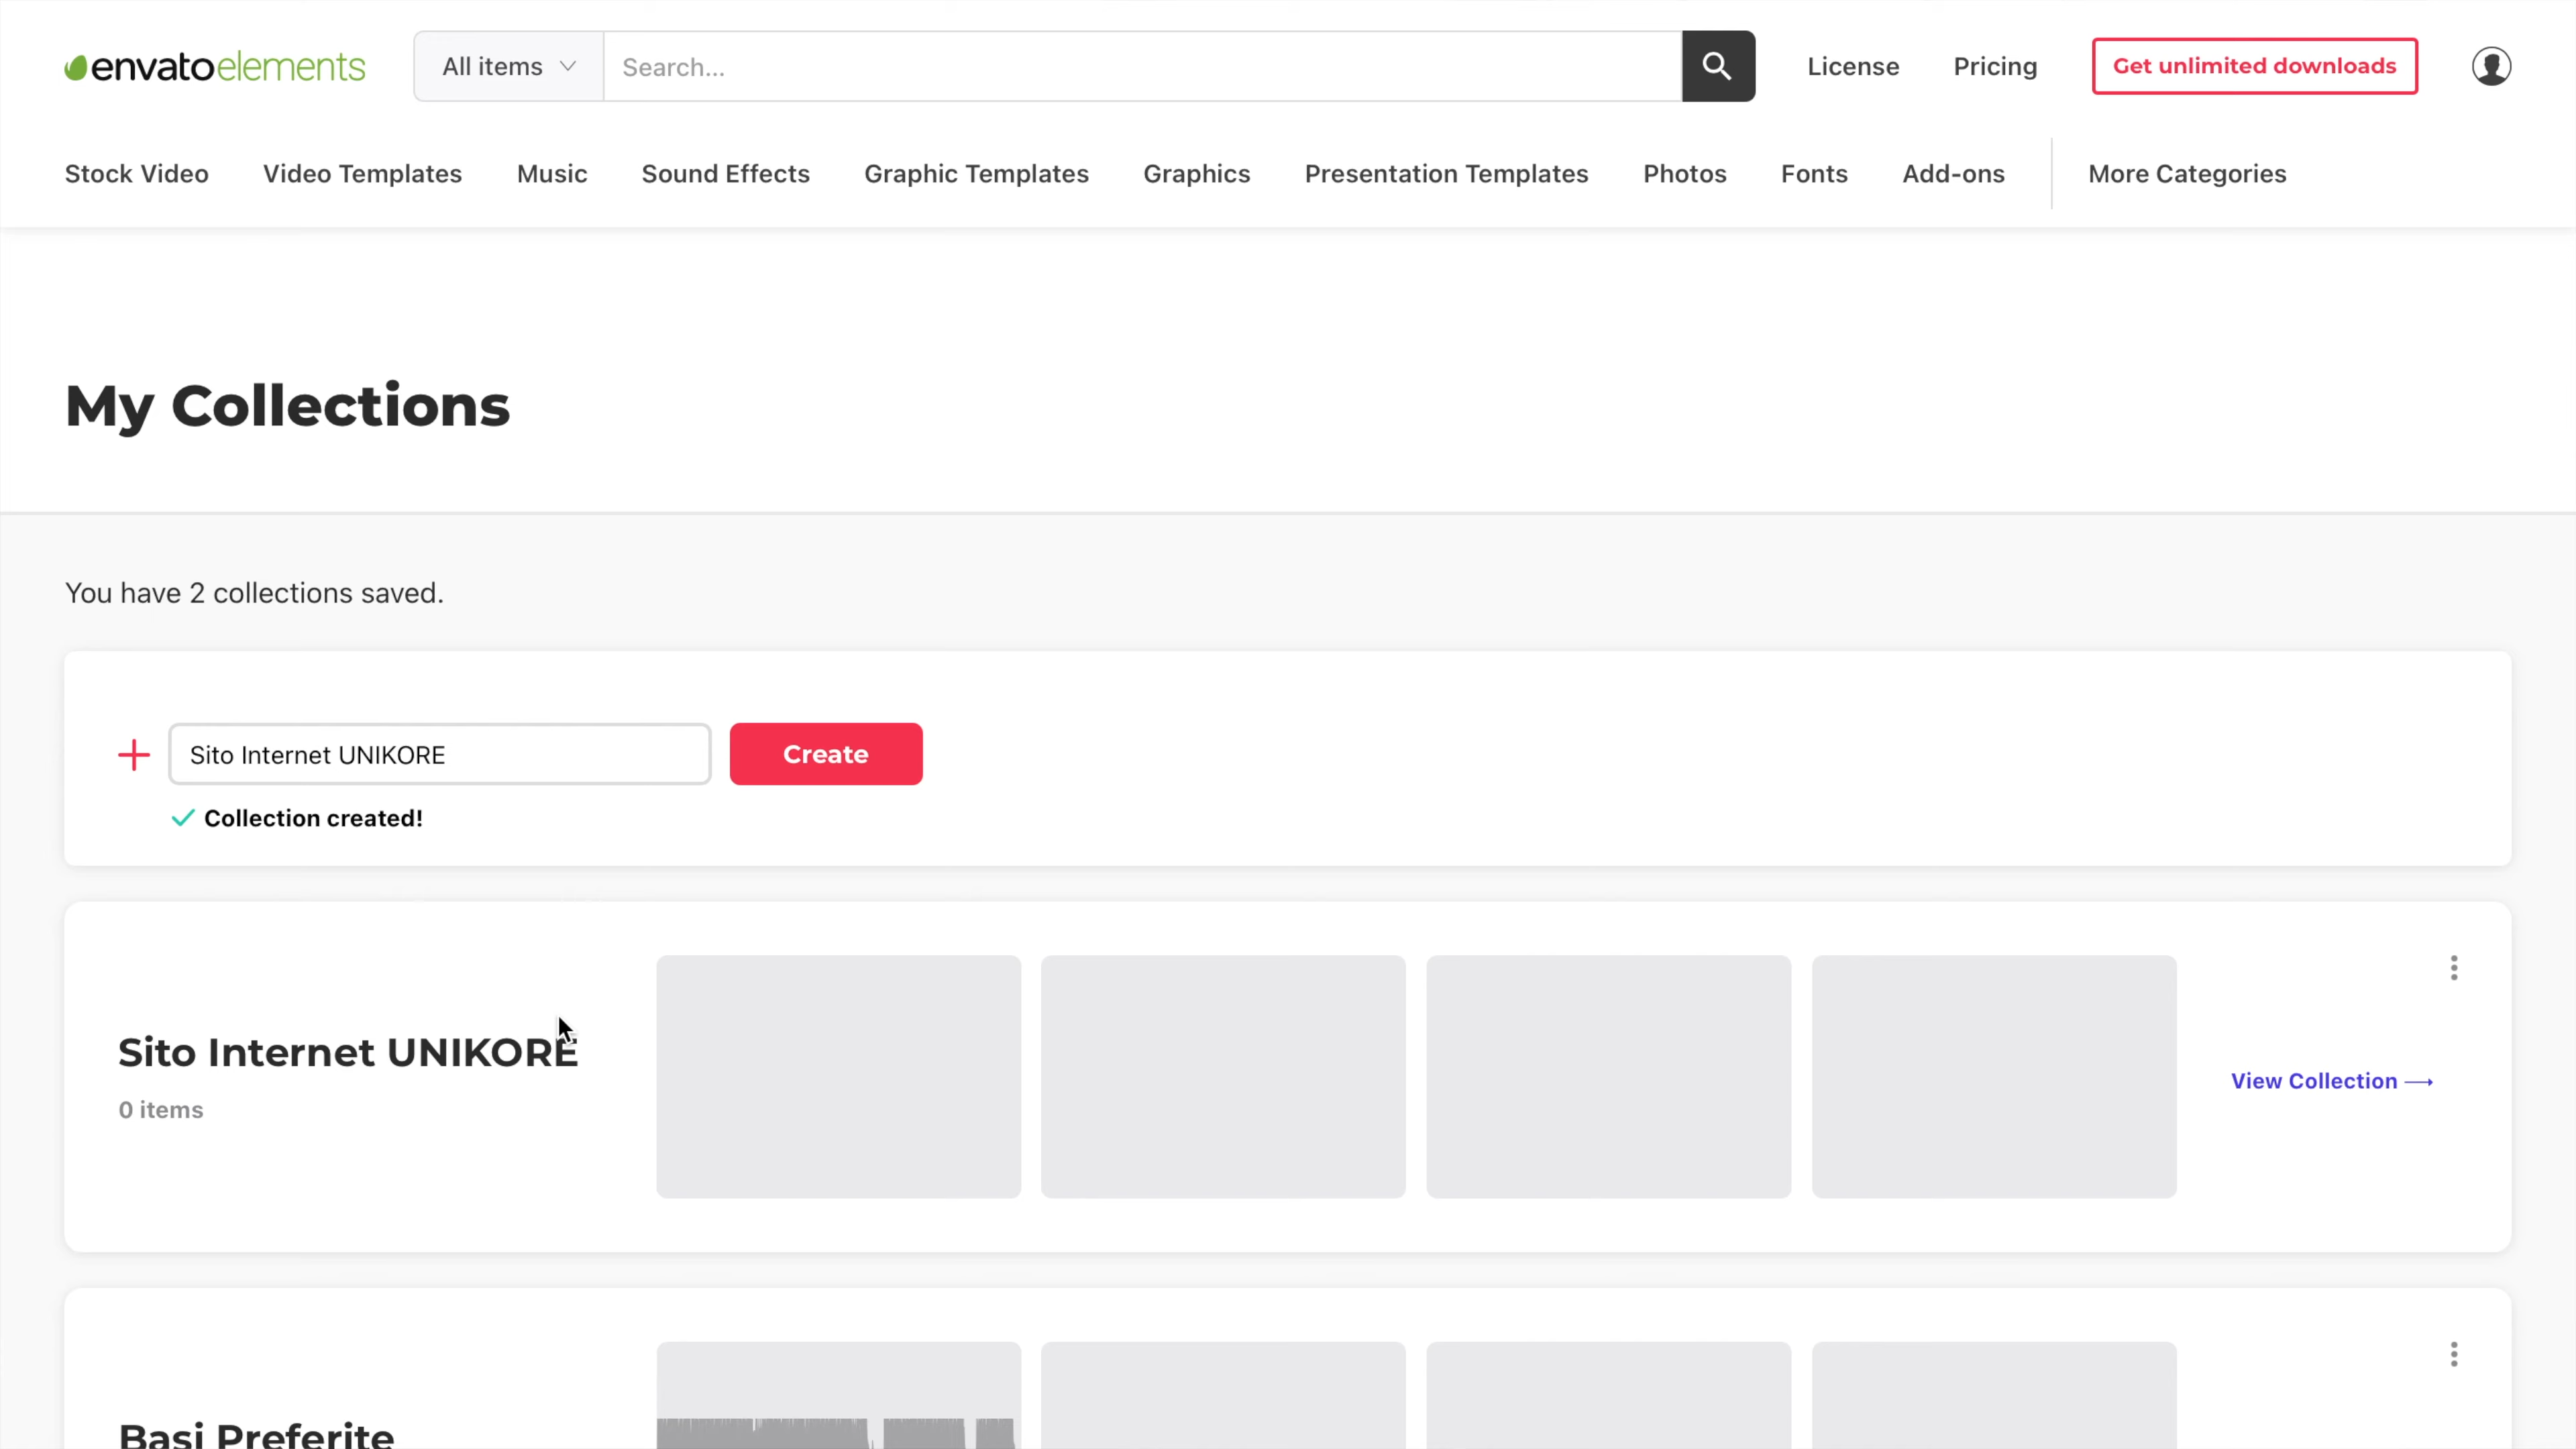 envatoelements
All items
Search...
License
Pricing
Get unlimited downloads
Stock Video
Video Templates
Music
Sound Effects
Graphic Templates
Graphics
Presentation Templates
Photos
Fonts
Add-ons
More Categories
My Collections
You have 2 collections saved.
Sito Internet UNIKORE
Create
Collection created!
Sito Internet UNIKORE
0 items
View Collection
Basi Preferite